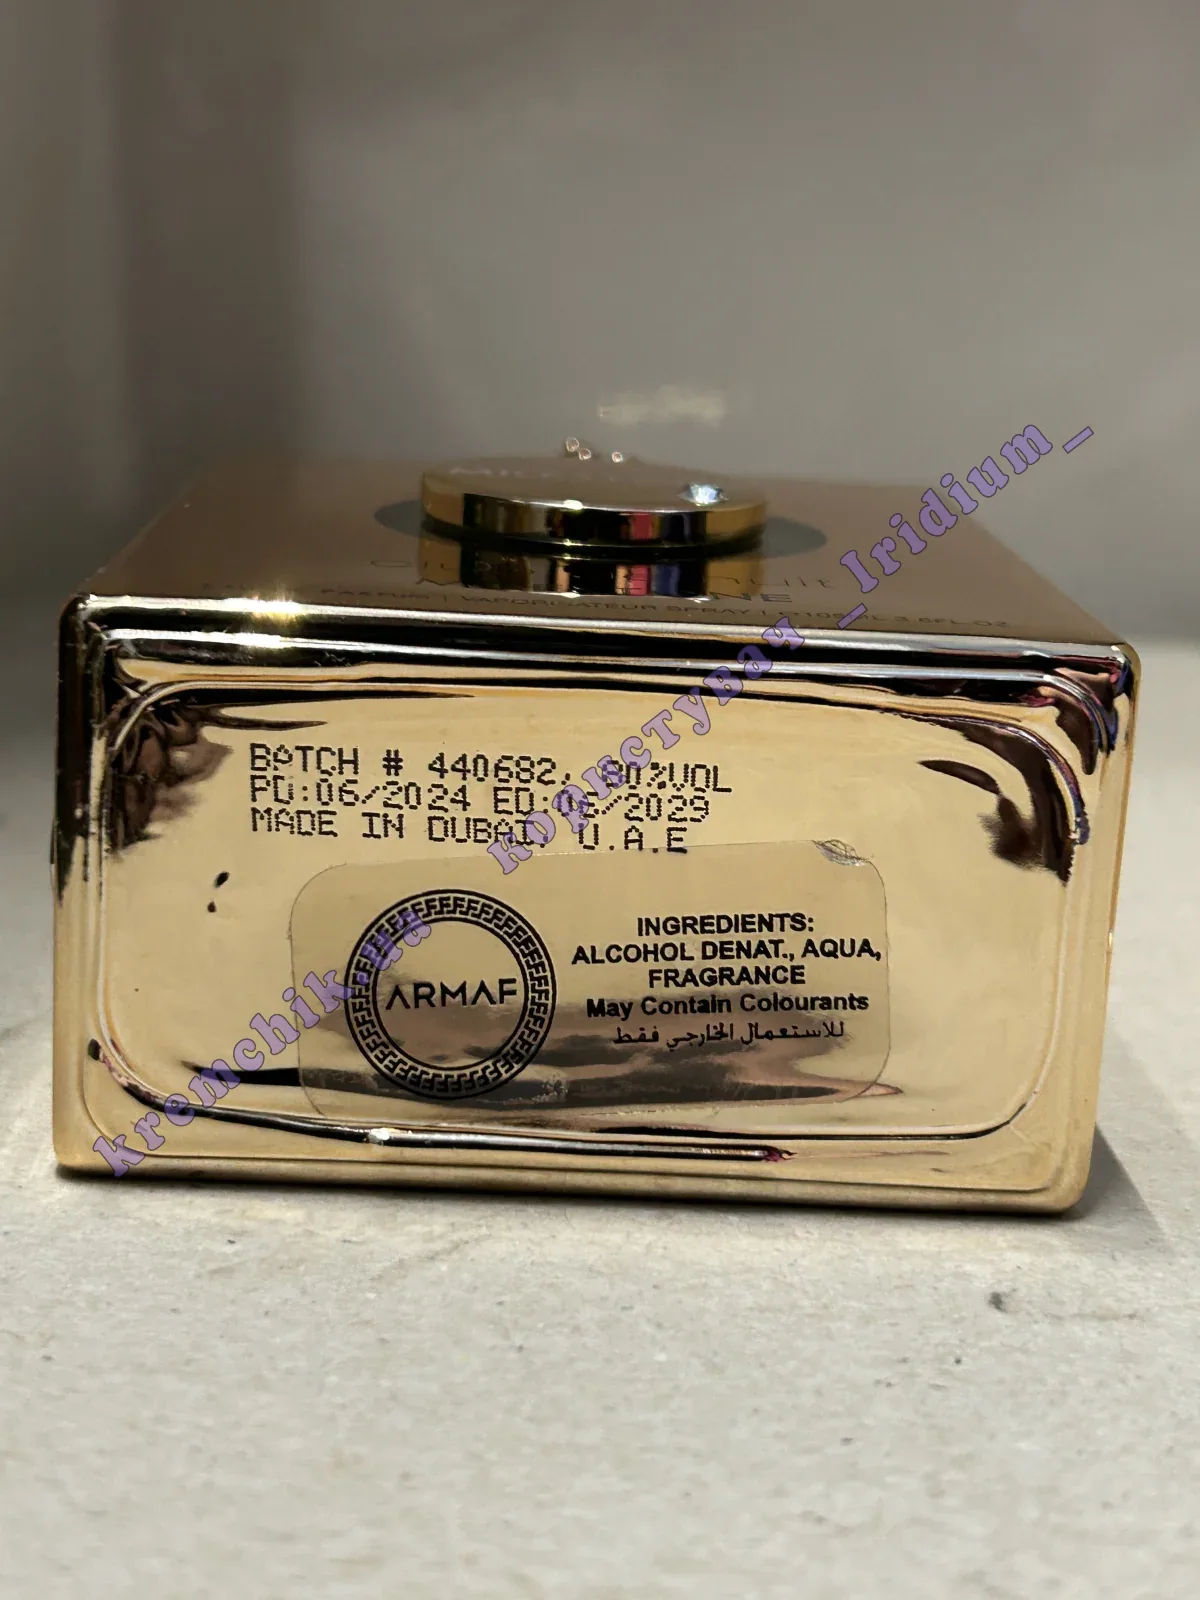 BATCH # 440682, 80%VOL
PD:06/2024 ED: /2029
MADE IN DUBAI, U.A.E
ARMAF
INGREDIENTS:
ALCOHOL DENAT., AQUA,
FRAGRANCE
May Contain Colourants
للاستعمال الخارجي فقط
kremchik.ua користувач _Iridium_